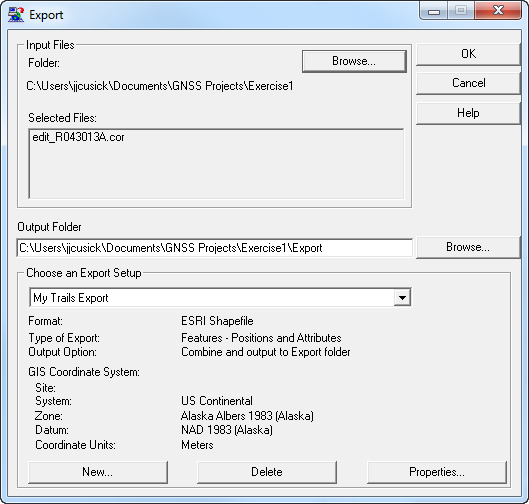 Export
Input Files
Folder:
Browse...
C:\Users\jjcusick\Documents\GNSS Projects\Exercise1
Selected Files:
edit_R043013A.cor
OK
Cancel
Help
Output Folder
C:\Users\jjcusick\Documents\GNSS Projects\Exercise1\Export
Browse...
Choose an Export Setup
My Trails Export
Format: ESRI Shapefile
Type of Export: Features - Positions and Attributes
Output Option: Combine and output to Export folder
GIS Coordinate System:
Site:
System: US Continental
Zone: Alaska Albers 1983 (Alaska)
Datum: NAD 1983 (Alaska)
Coordinate Units: Meters
New...
Delete
Properties...